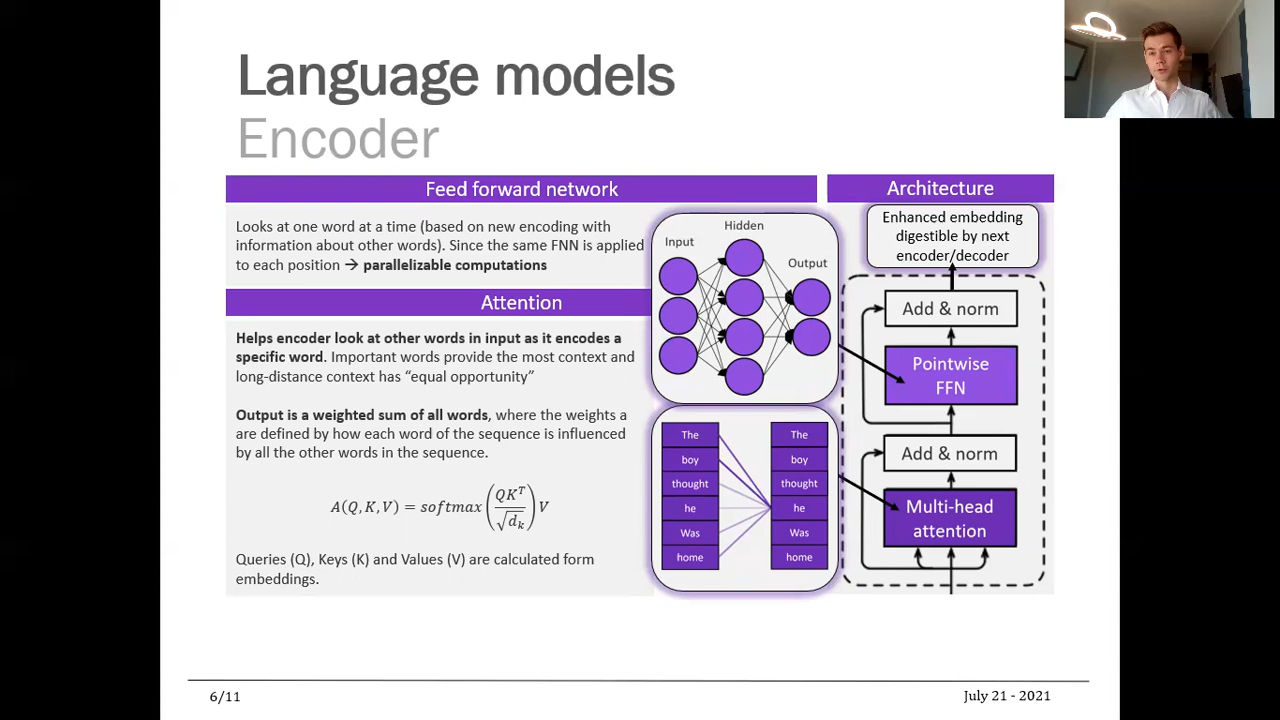 Language models
Encoder
Feed forward network
Looks at one word at a time (based on new encoding with
information about other words). Since the same FNN is applied
to each position → parallelizable computations
Attention
Helps encoder look at other words in input as it encodes a
specific word. Important words provide the most context and
long-distance context has “equal opportunity”
Output is a weighted sum of all words, where the weights a
are defined by how each word of the sequence is influenced
by all the other words in the sequence.
A(Q,K,V) = softmax(QK^T/√d_k)V
Queries (Q), Keys (K) and Values (V) are calculated form
embeddings.
Input
Hidden
Output
The
boy
thought
he
Was
home
The
boy
thought
he
Was
home
Architecture
Enhanced embedding
digestible by next
encoder/decoder
Add & norm
Pointwise
FFN
Add & norm
Multi-head
attention
6/11
July 21 - 2021